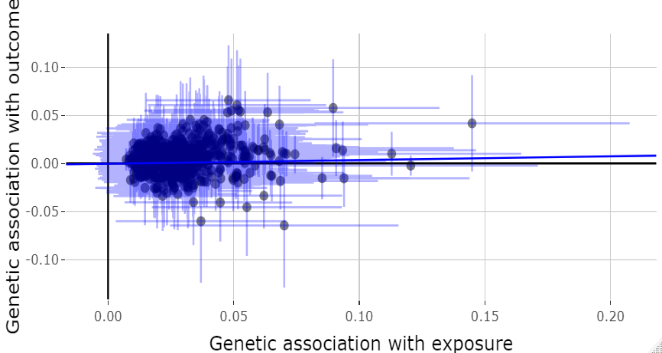 Genetic association with outcome
0.10
0.05
0.00
-0.05
-0.10
0.00 0.05 0.10 0.15 0.20
Genetic association with exposure